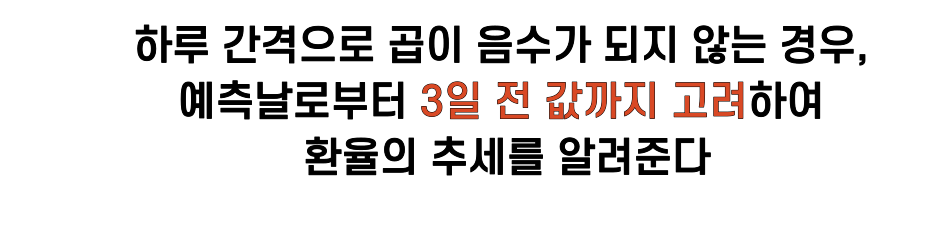 하루 간격으로 곱이 음수가 되지 않는 경우,
예측날로부터 3일 전 값까지 고려하여
환율의 추세를 알려준다